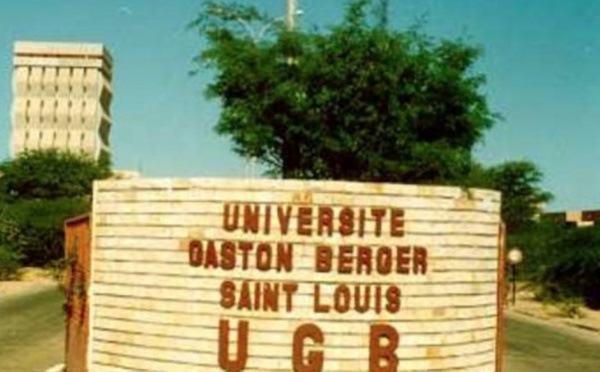 UNIVERSITE
GASTON BERGER
SAINT LOUIS
UGB